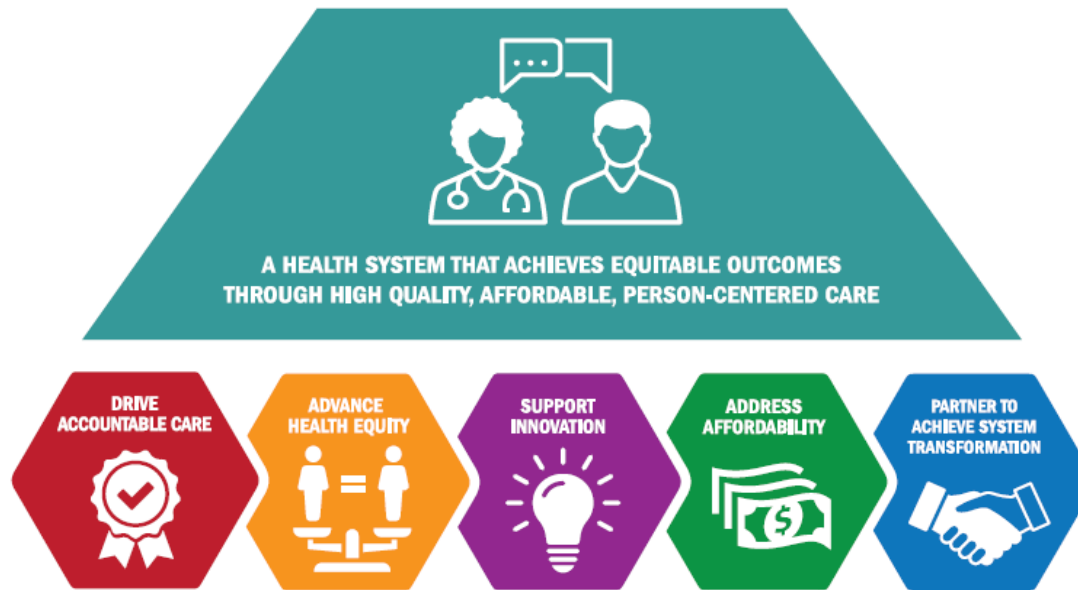 A HEALTH SYSTEM THAT ACHIEVES EQUITABLE OUTCOMES
THROUGH HIGH QUALITY, AFFORDABLE, PERSON-CENTERED CARE
DRIVE
ACCOUNTABLE CARE
ADVANCE
HEALTH EQUITY
=
SUPPORT
INNOVATION
ADDRESS
AFFORDABILITY
$
PARTNER TO
ACHIEVE SYSTEM
TRANSFORMATION